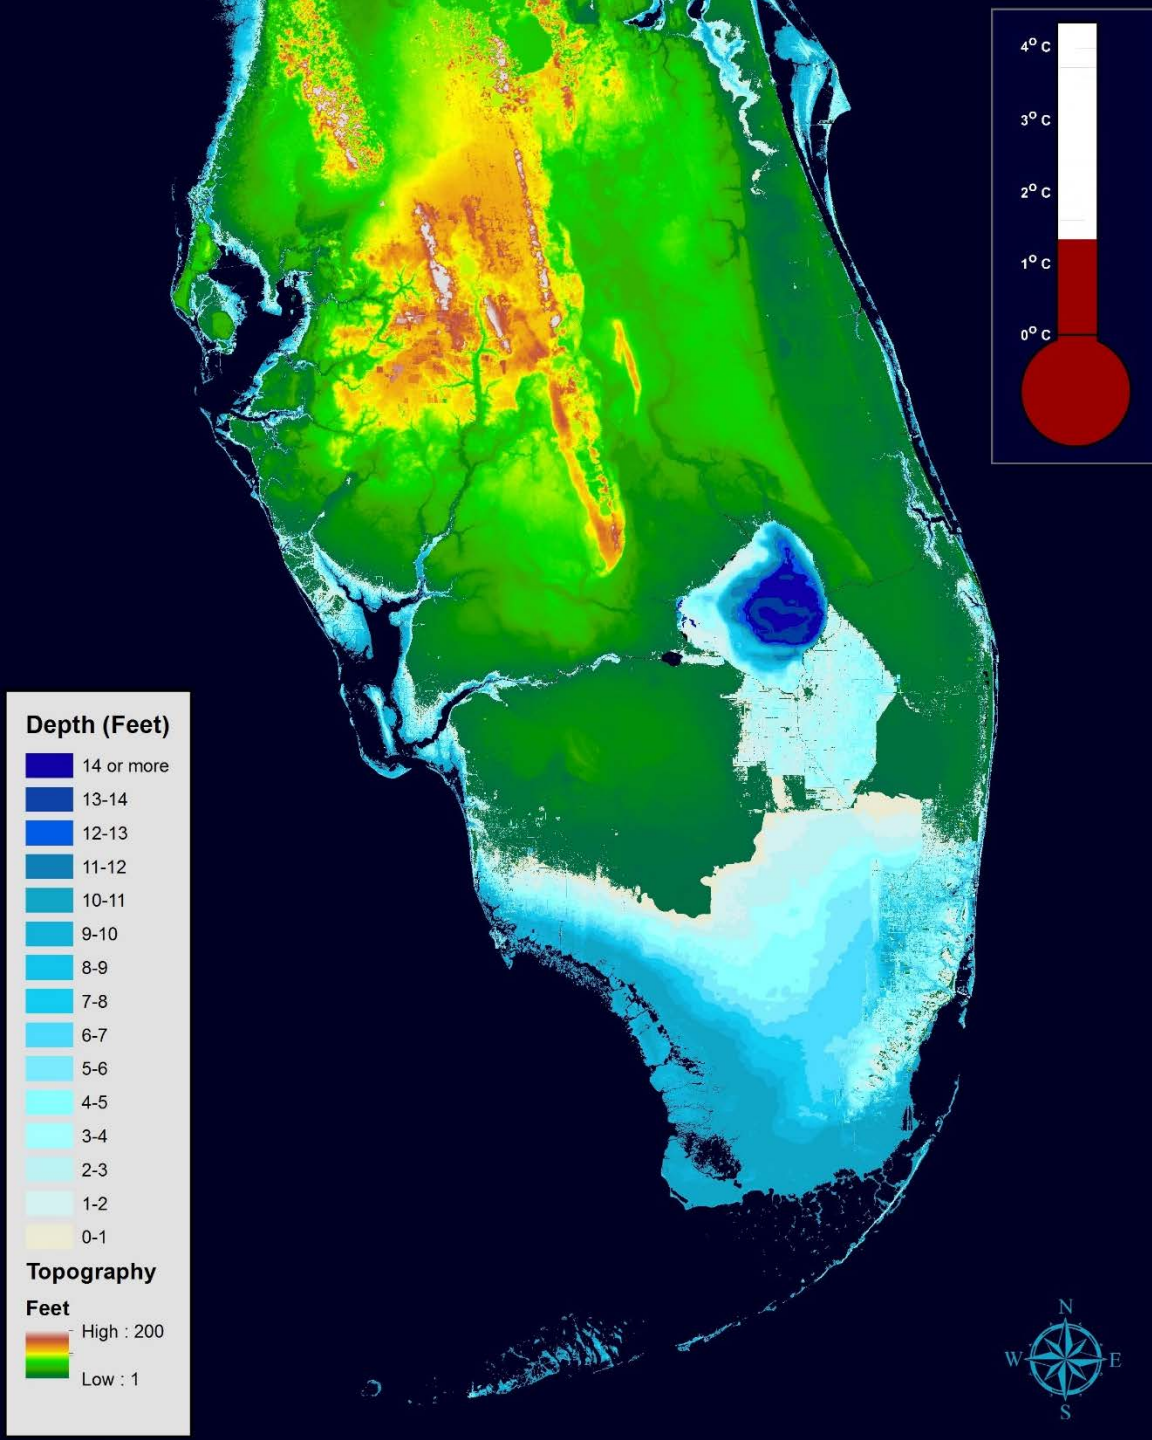 4° C
3° C
2° C
1° C
0° C
Depth (Feet)
14 or more
13-14
12-13
11-12
10-11
9-10
8-9
7-8
6-7
5-6
4-5
3-4
2-3
1-2
0-1
Topography
Feet
High : 200
Low : 1
N
W E
S